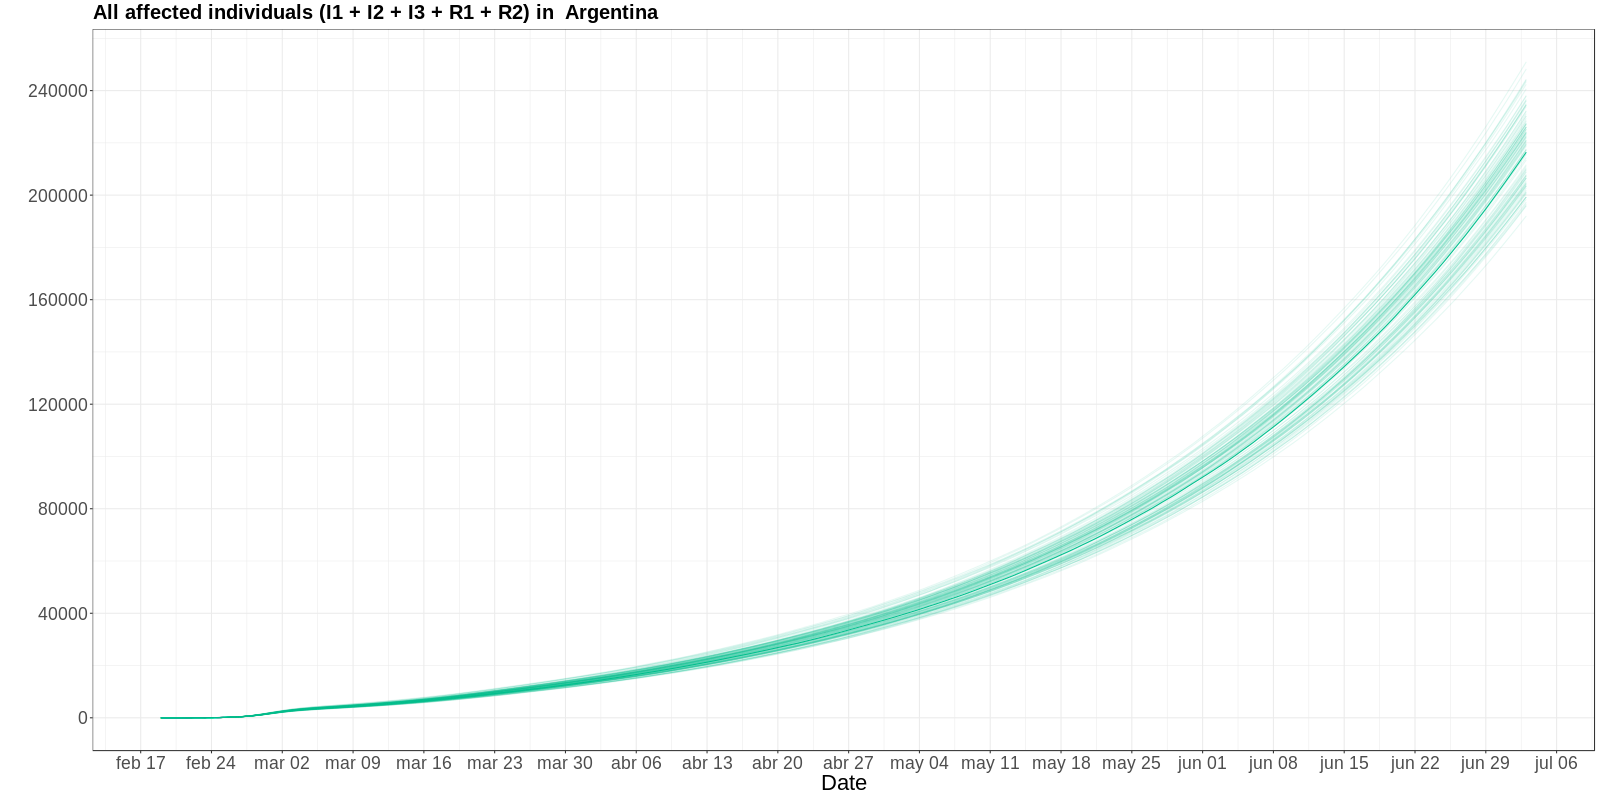 All affected individuals (I1 + I2 + I3 + R1 + R2) in  Argentina
240000
200000
160000
120000
80000
40000
0
feb 17 feb 24 mar 02 mar 09 mar 16 mar 23 mar 30 abr 06 abr 13 abr 20 abr 27 may 04 may 11 may 18 may 25 jun 01 jun 08 jun 15 jun 22 jun 29 jul 06
Date